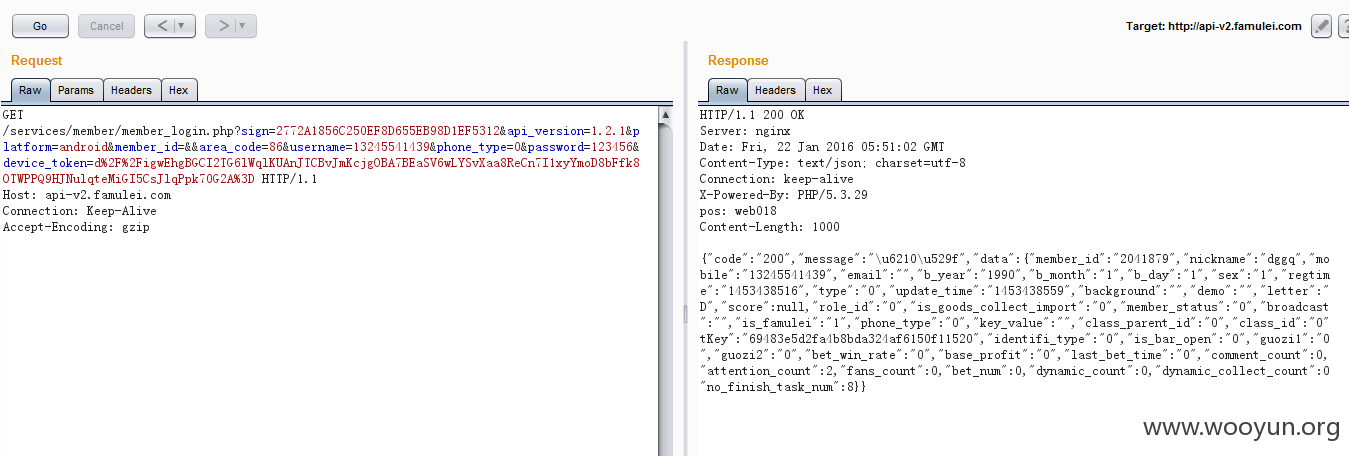 Go Cancel < > Target: http://api-v2.famulei.com ?
Request
Raw Params Headers Hex
GET
/services/member/member_login.php?sign=2772A1856C250EF8D655EB98D1EF5312&api_version=1.2.1&p
latform=android&member_id=&&area_code=86&username=13245541439&phone_type=0&password=123456&
device_token=d%2F%2FigwEhgBGCI2TG61WqlKUAnJTCBvJmKcjgOBA7BEaSV6wLYSvXaa8ReCn7I1xyYmoD8bFfk8
OIWPPQ9HJNulqteMiGI5CsJlqPpk70G2A%3D HTTP/1.1
Host: api-v2.famulei.com
Connection: Keep-Alive
Accept-Encoding: gzip
Response
Raw Headers Hex
HTTP/1.1 200 OK
Server: nginx
Date: Fri, 22 Jan 2016 05:51:02 GMT
Content-Type: text/json; charset=utf-8
Connection: keep-alive
X-Powered-By: PHP/5.3.29
pos: web018
Content-Length: 1000
{"code":"200","message":"\u6210\u529f","data":{"member_id":"2041879","nickname":"dggq","mo
bile":"13245541439","email":"","b_year":"1990","b_month":"1","b_day":"1","sex":"1","regtim
e":"1453438516","type":"0","update_time":"1453438559","background":"","demo":"","letter":"
D","score":null,"role_id":"0","is_goods_collect_import":"0","member_status":"0","broadcast
":"","is_famulei":"1","phone_type":"0","key_value":"","class_parent_id":"0","class_id":"0"
tKey":"69483e5d2fa4b8bda324af6150f11520","identifi_type":"0","is_bar_open":"0","guozi1":"0
","guozi2":"0","bet_win_rate":"0","base_profit":"0","last_bet_time":"0","comment_count":0,
"attention_count":2,"fans_count":0,"bet_num":0,"dynamic_count":0,"dynamic_collect_count":0
"no_finish_task_num":8}}
www.wooyun.org